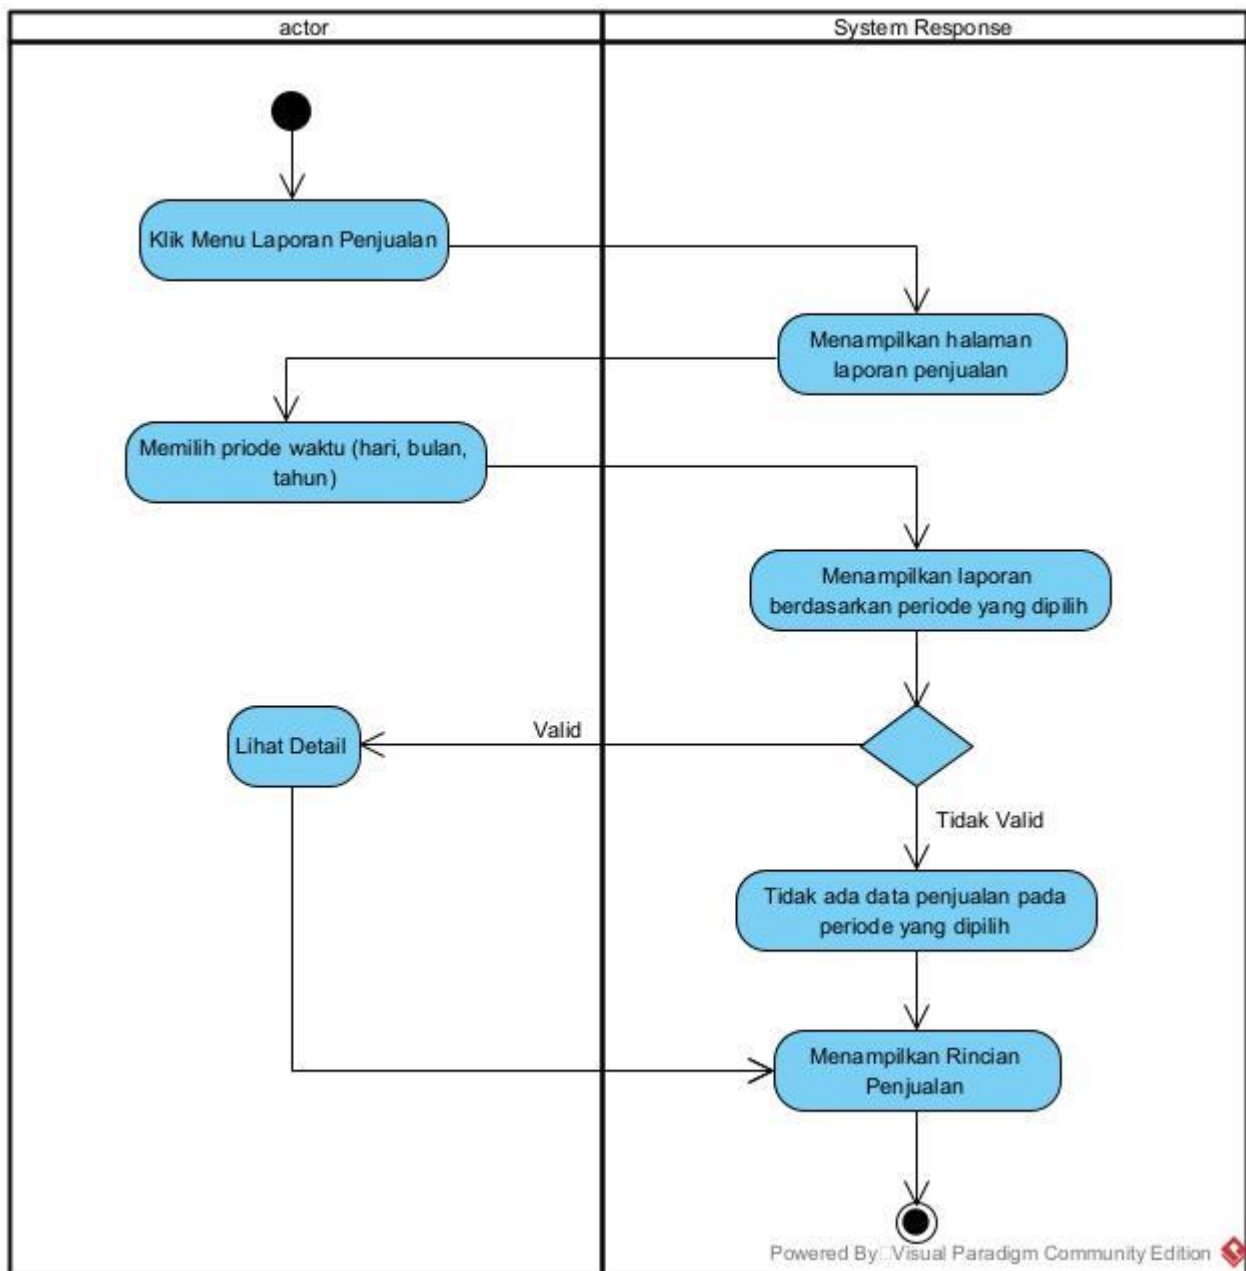 actor
System Response
Klik Menu Laporan Penjualan
Menampilkan halaman
laporan penjualan
Memilih priode waktu (hari, bulan,
tahun)
Menampilkan laporan
berdasarkan periode yang dipilih
Valid
Lihat Detail
Tidak Valid
Tidak ada data penjualan pada
periode yang dipilih
Menampilkan Rincian
Penjualan
Powered By Visual Paradigm Community Edition